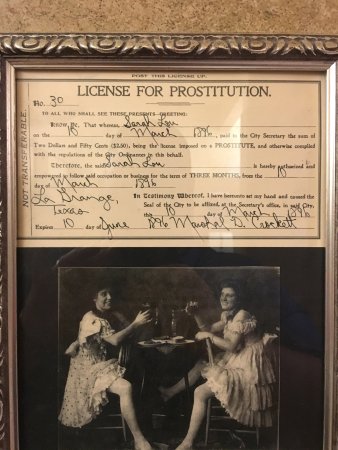 POST THIS LICENSE UP.
LICENSE FOR PROSTITUTION.
No. 30
TO ALL WHO SHALL SEE THESE PRESENTS, GREETING:
Know Ye, That whereas, Sarah Lou
on the 10 day of March 1896, paid to the City Secretary the sum of
Two Dollars and Fifty Cents ($2.50), being the license imposed on a PROSTITUTE, and otherwise complied
with the regulations of the City Ordinances in this behalf.
Therefore, the said Sarah Lou is hereby authorized and
empowered to follow said occupation or business for the term of THREE MONTHS, from the 10
day of March 1896
La Grange, Texas
In Testimony Whereof, I have hereunto set my hand and caused the
Seal of the City to be affixed, at the Secretary's office, in said City,
this 10 day of March 1896
Expires 10 day of June 1896 Marshal D. Crockett
NOT TRANSFERABLE.